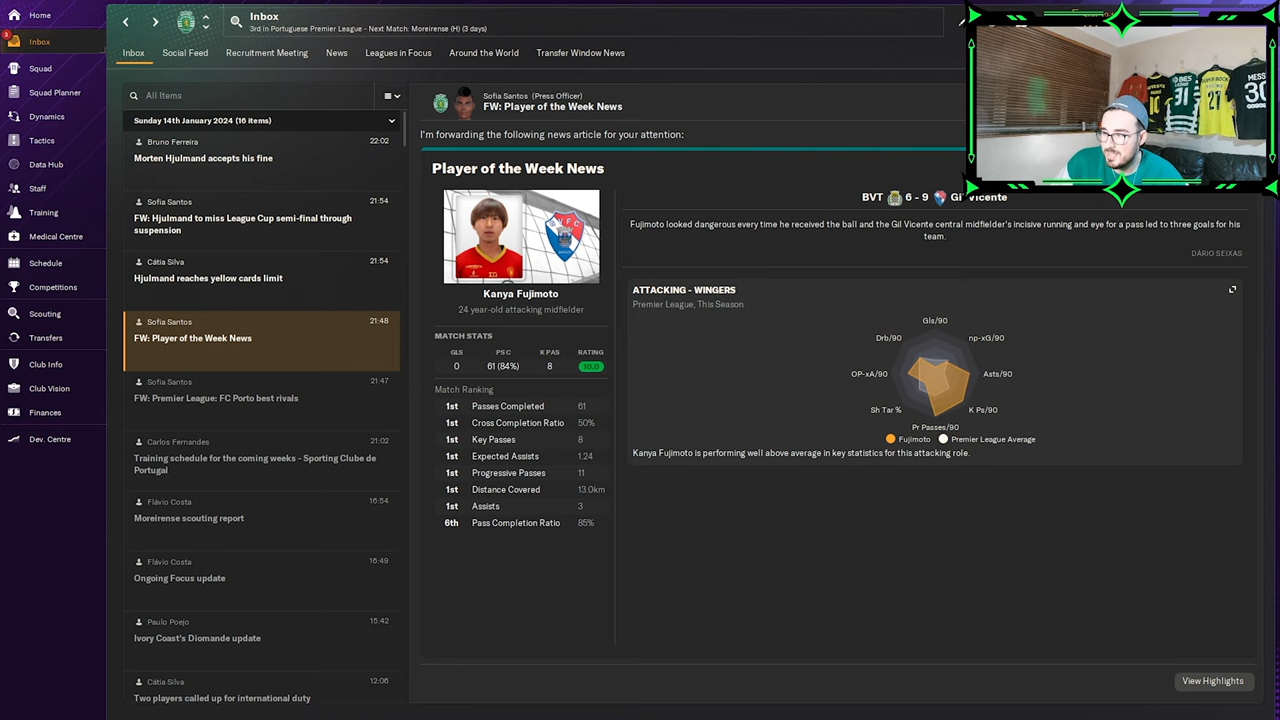 Home
Inbox
3
Squad
Squad Planner
Dynamics
Tactics
Data Hub
Staff
Training
Medical Centre
Schedule
Competitions
Scouting
Transfers
Club Info
Club Vision
Finances
Dev. Centre
Inbox
3rd in Portuguese Premier League - Next Match: Moreirense (H) (3 days)
Inbox
Social Feed
Recruitment Meeting
News
Leagues in Focus
Around the World
Transfer Window News
All Items
Sunday 14th January 2024 (16 items)
Bruno Ferreira 22:02
Morten Hjulmand accepts his fine
Sofia Santos 21:54
FW: Hjulmand to miss League Cup semi-final through
suspension
Cátia Silva 21:54
Hjulmand reaches yellow cards limit
Sofia Santos 21:48
FW: Player of the Week News
Sofia Santos 21:47
FW: Premier League: FC Porto best rivals
Carlos Fernandes 21:02
Training schedule for the coming weeks - Sporting Clube de
Portugal
Flávio Costa 16:54
Moreirense scouting report
Flávio Costa 16:49
Ongoing Focus update
Paulo Poejo 15:42
Ivory Coast's Diomande update
Cátia Silva 12:06
Two players called up for international duty
Sofia Santos (Press Officer)
FW: Player of the Week News
I'm forwarding the following news article for your attention:
Player of the Week News
Kanya Fujimoto
24 year-old attacking midfielder
MATCH STATS
GLS PS C K PAS RATING
0 61 (84%) 8 10.0
Match Ranking
1st Passes Completed 61
1st Cross Completion Ratio 50%
1st Key Passes 8
1st Expected Assists 1.24
1st Progressive Passes 11
1st Distance Covered 13.0km
1st Assists 3
6th Pass Completion Ratio 85%
BVT 6 - 9 Gil Vicente
Fujimoto looked dangerous every time he received the ball and the Gil Vicente central midfielder's incisive running and eye for a pass led to three goals for his
team.
DÁRIO SEIXAS
ATTACKING - WINGERS
Premier League, This Season
Gls/90
Drb/90 np-xG/90
OP-xA/90 Asts/90
Sh Tar % K Ps/90
Pr Passes/90
Fujimoto Premier League Average
Kanya Fujimoto is performing well above average in key statistics for this attacking role.
View Highlights
BES
31
27
MESS
30